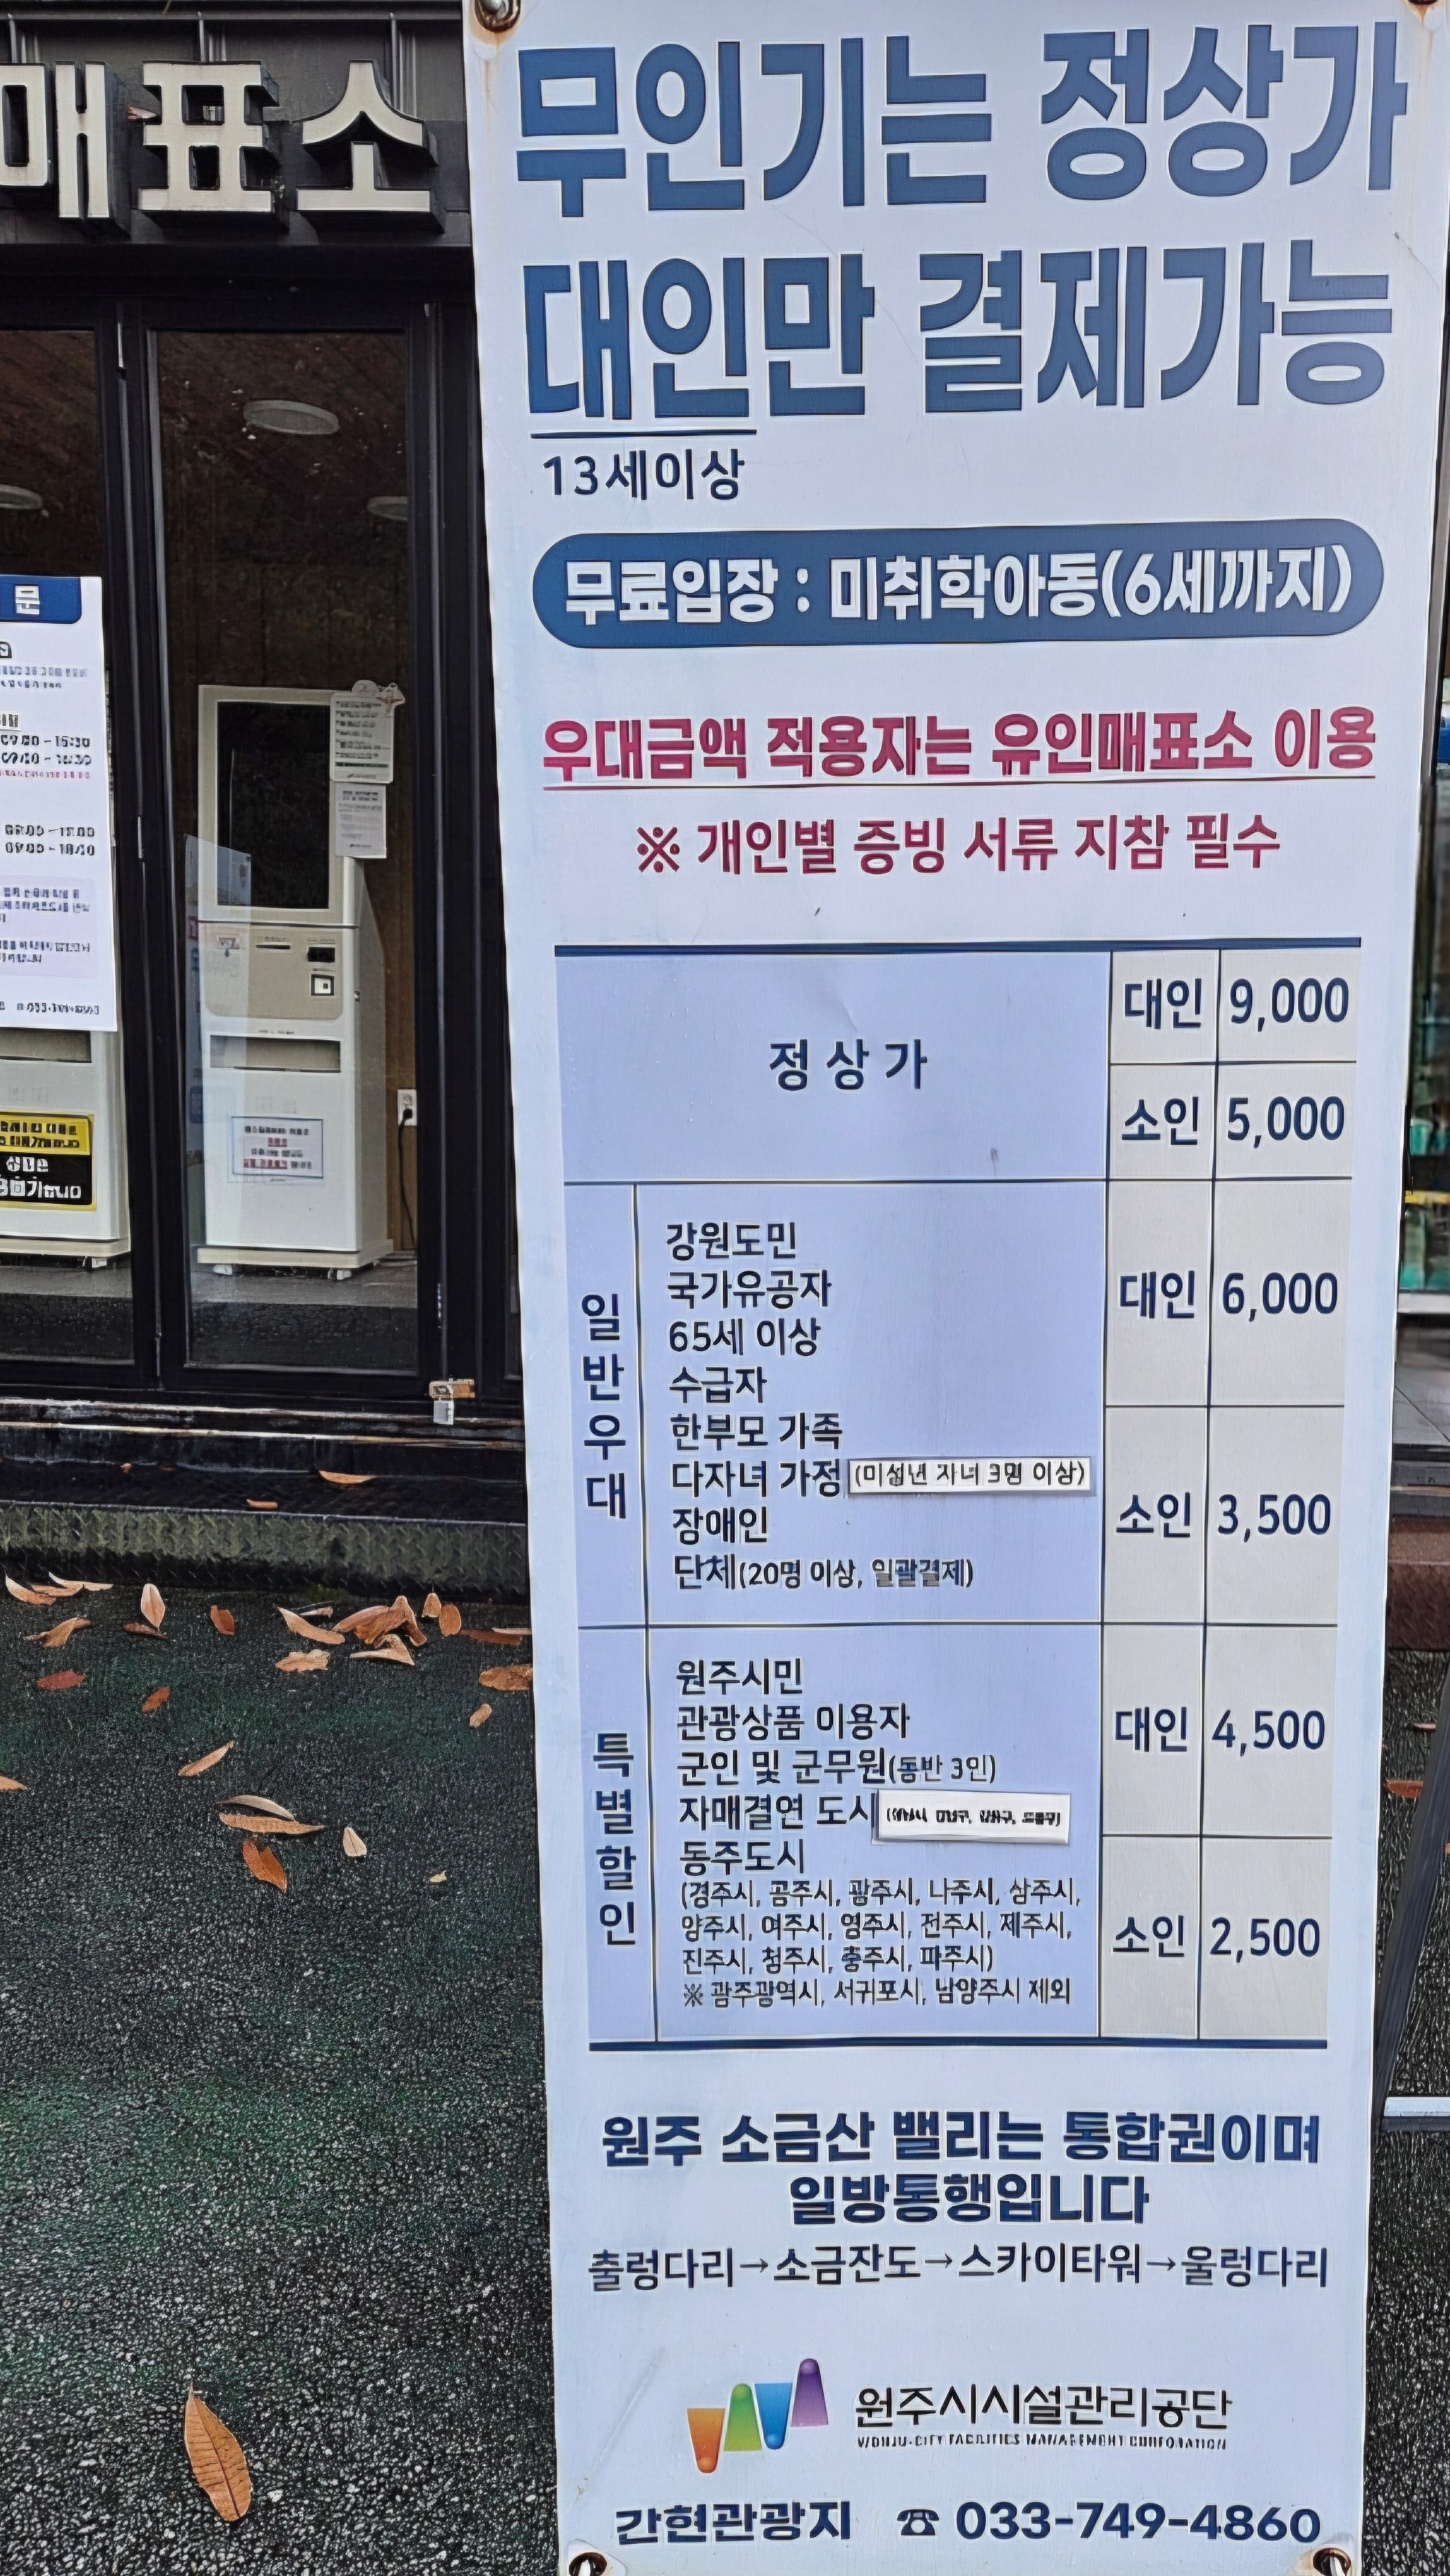 매표소
문
무인기는 정상가
대인만 결제가능
13세이상
무료입장 : 미취학아동(6세까지)
우대금액 적용자는 유인매표소 이용
※ 개인별 증빙 서류 지참 필수
정상가
대인 9,000
소인 5,000
일반우대
강원도민
국가유공자
65세 이상
수급자
한부모 가족
다자녀 가정 (미성년 자녀 3명 이상)
장애인
단체(20명 이상, 일괄결제)
대인 6,000
소인 3,500
특별할인
원주시민
관광상품 이용자
군인 및 군무원(동반 3인)
자매결연 도시
동주도시
(경주시, 공주시, 광주시, 나주시, 상주시,
양주시, 여주시, 영주시, 전주시, 제주시,
진주시, 청주시, 충주시, 파주시)
※ 광주광역시, 서귀포시, 남양주시 제외
대인 4,500
소인 2,500
원주 소금산 밸리는 통합권이며
일방통행입니다
출렁다리→소금잔도→스카이타워→울렁다리
원주시시설관리공단
WONJU-CITY FACILITIES MANAGEMENT CORPORATION
간현관광지 ☎ 033-749-4860